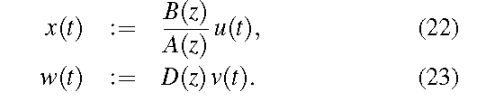 x(t) := B(z)/A(z) u(t), (22)
w(t) := D(z) v(t). (23)